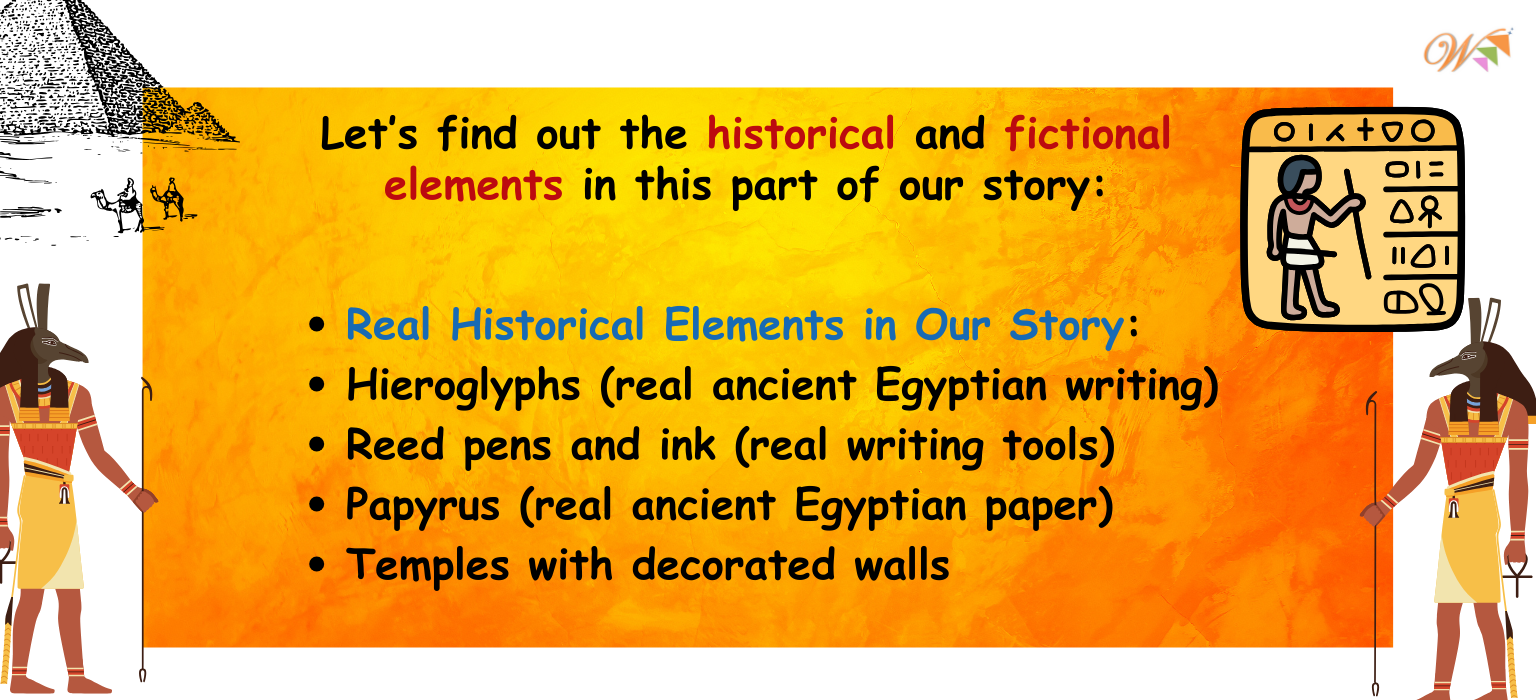 Let's find out the historical and fictional
elements in this part of our story:
• Real Historical Elements in Our Story:
• Hieroglyphs (real ancient Egyptian writing)
• Reed pens and ink (real writing tools)
• Papyrus (real ancient Egyptian paper)
• Temples with decorated walls
W